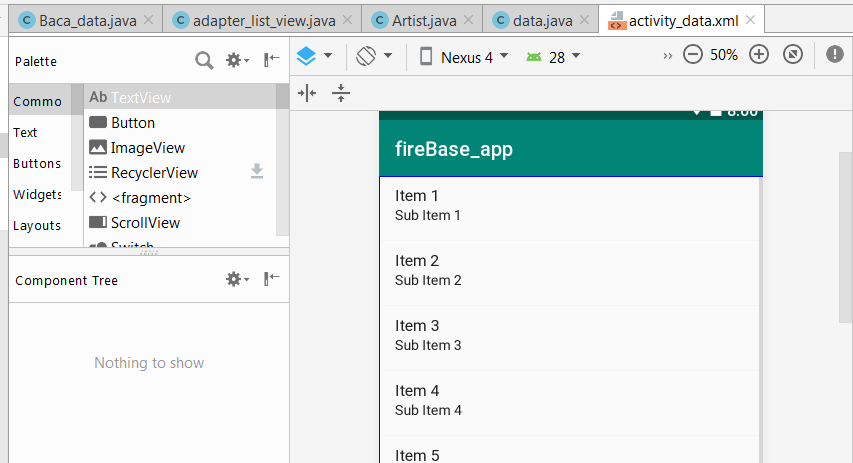 Baca_data.java adapter_list_view.java Artist.java data.java activity_data.xml
Palette
Nexus 4 28 50%
Commo
Text
Buttons
Widgets
Layouts
Ab TextView
Button
ImageView
RecyclerView
<fragment>
ScrollView
Switch
Component Tree
Nothing to show
8:00
fireBase_app
Item 1
Sub Item 1
Item 2
Sub Item 2
Item 3
Sub Item 3
Item 4
Sub Item 4
Item 5